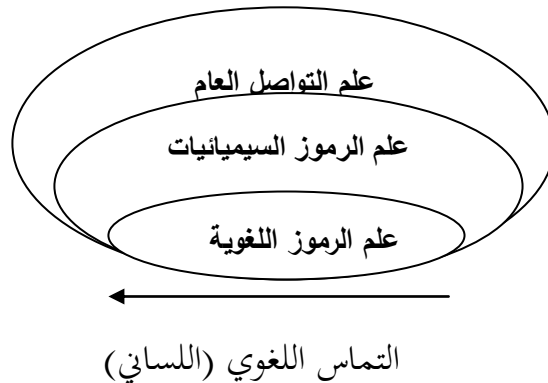 علم التواصل العام
علم الرموز السيميائيات
علم الرموز اللغوية
التماس اللغوي (اللساني)